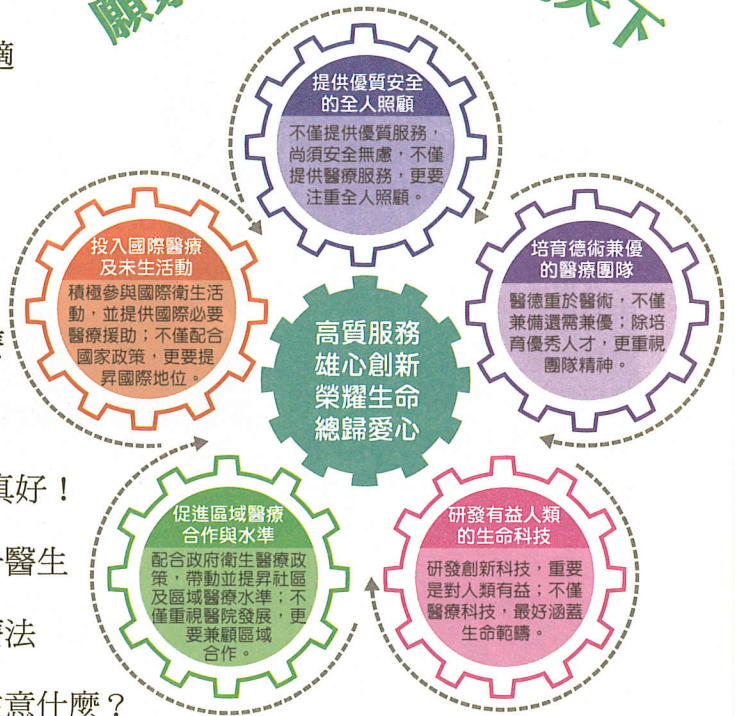 願
天下
適
提供優質安全
的全人照顧
不僅提供優質服務，
尚須安全無慮，不僅
提供醫療服務，更要
注重全人照顧。
投入國際醫療
及未生活動
積極參與國際衛生活
動，並提供國際必要
醫療援助；不僅配合
國家政策，更要提
昇國際地位。
培育德術兼優
的醫療團隊
醫德重於醫術，不僅
兼備還需兼優；除培
育優秀人才，更重視
團隊精神。
高質服務
雄心創新
榮耀生命
總歸愛心
真好！
醫生
法
意什麼？
促進區域醫療
合作與水準
配合政府衛生醫療政
策，帶動並提昇社區
及區域醫療水準；不
僅重視醫院發展，更
要兼顧區域
合作。
研發有益人類
的生命科技
研發創新科技，重要
是對人類有益；不僅
醫療科技，最好涵蓋
生命範疇。